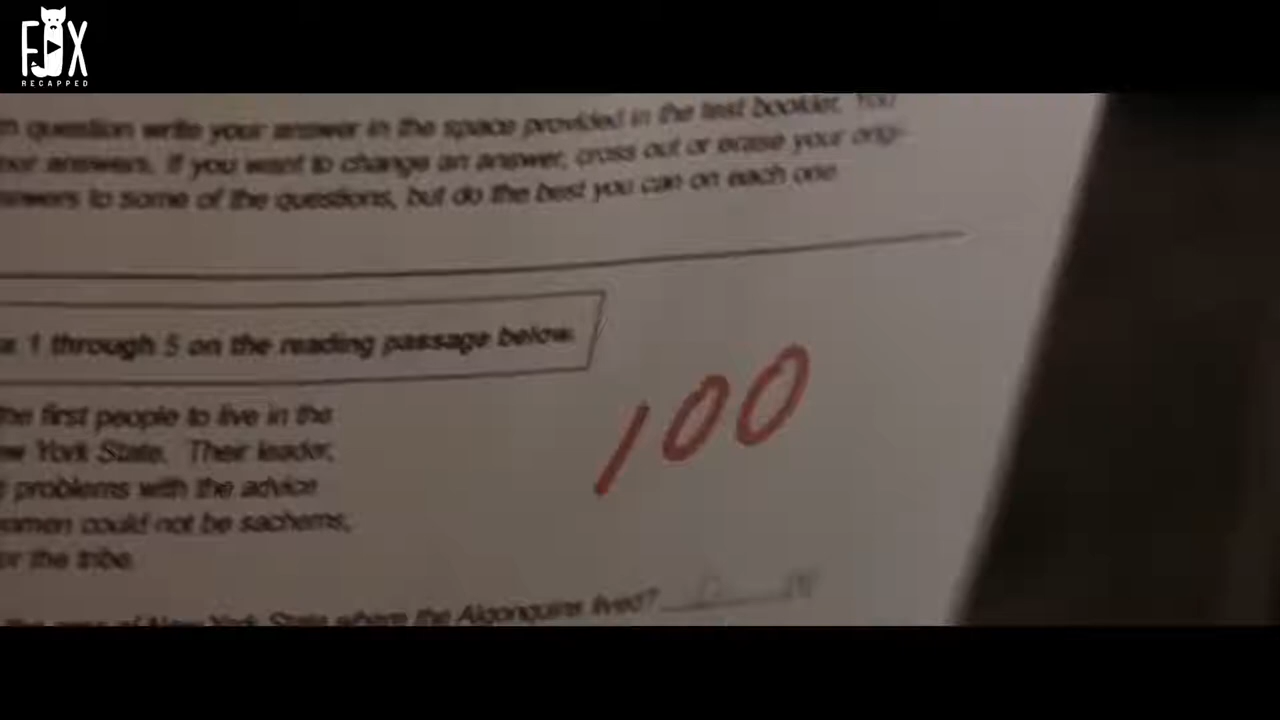 FOX
RECAPPED
question write your answer in the space provided in the test booklet. You
answers. If you want to change an answer, cross out or erase your orig-
to some of the questions, but do the best you can on each one
1 through 5 on the reading passage below.
100
the first people to live in the
York State. Their leader,
problems with the advice
women could not be sachems,
or the tribe.
of New York State where the Algonquins lived?